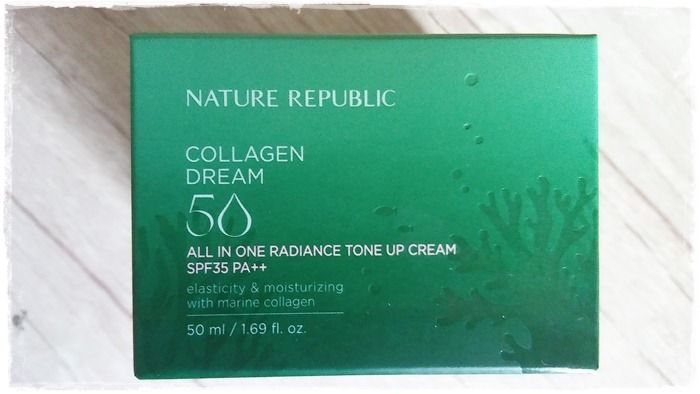 NATURE REPUBLIC
COLLAGEN
DREAM
50
ALL IN ONE RADIANCE TONE UP CREAM
SPF35 PA++
elasticity & moisturizing
with marine collagen
50 ml / 1.69 fl. oz.